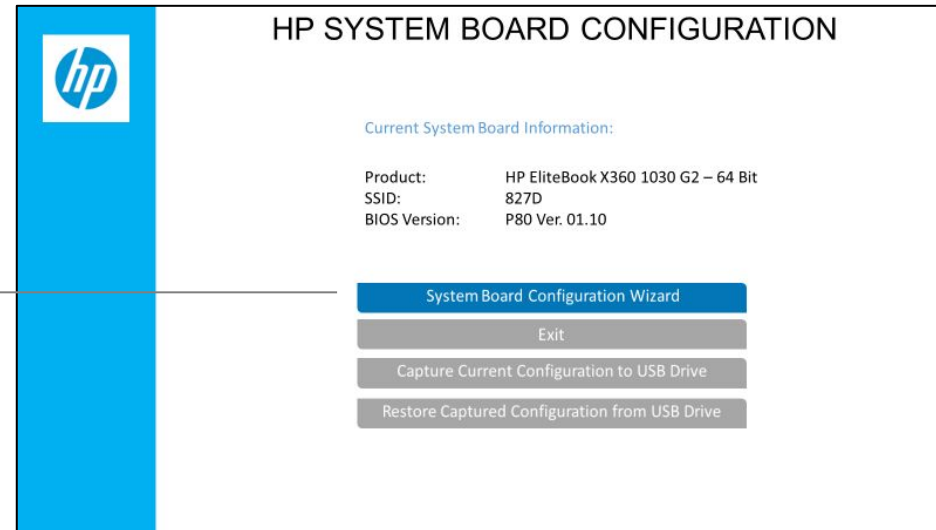 HP SYSTEM BOARD CONFIGURATION
hp
Current System Board Information:
Product: HP EliteBook X360 1030 G2 – 64 Bit
SSID: 827D
BIOS Version: P80 Ver. 01.10
System Board Configuration Wizard
Exit
Capture Current Configuration to USB Drive
Restore Captured Configuration from USB Drive